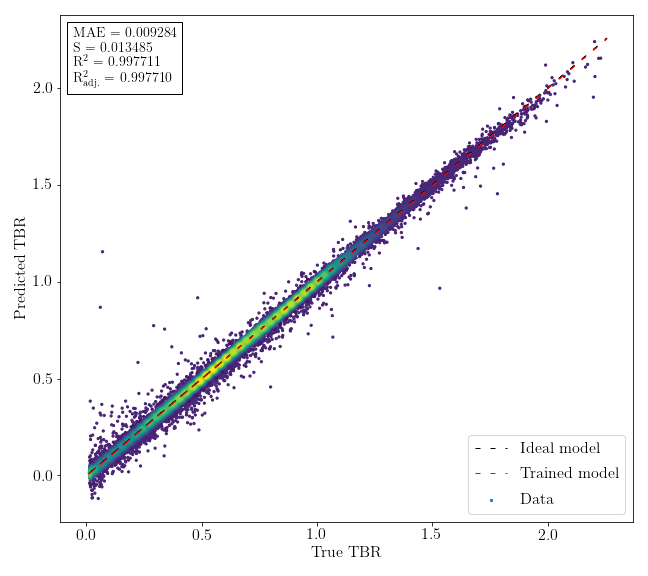 MAE = 0.009284
S = 0.013485
R² = 0.997711
R²adj. = 0.997710
2.0
1.5
1.0
0.5
0.0
Predicted TBR
Ideal model
Trained model
Data
0.0 0.5 1.0 1.5 2.0
True TBR